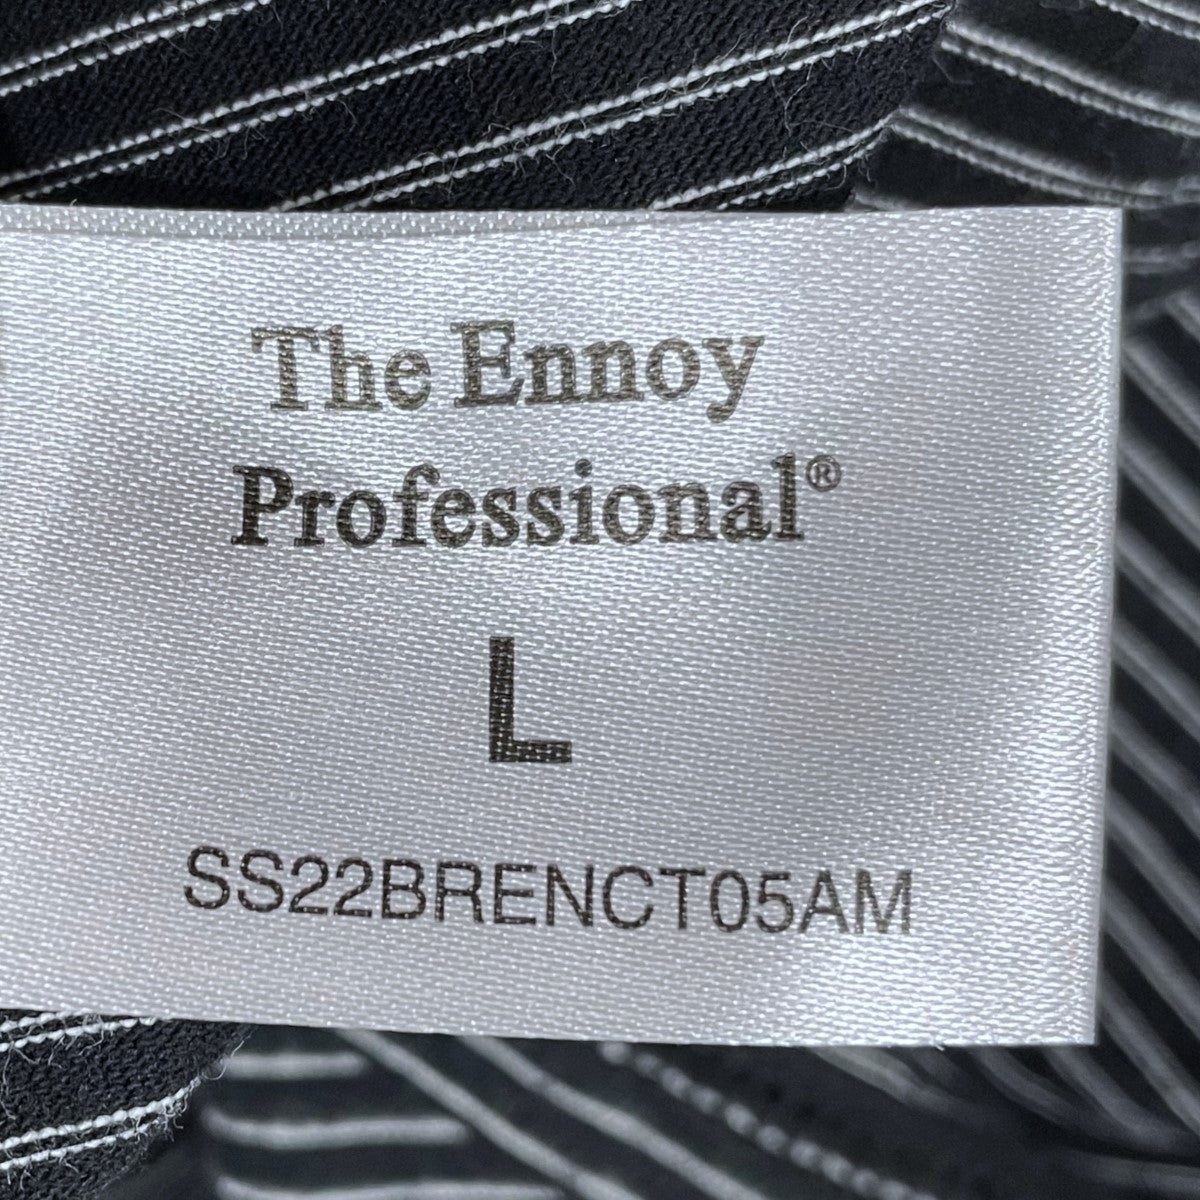 The Ennoy
Professional®
L
SS22BRENCT05AM